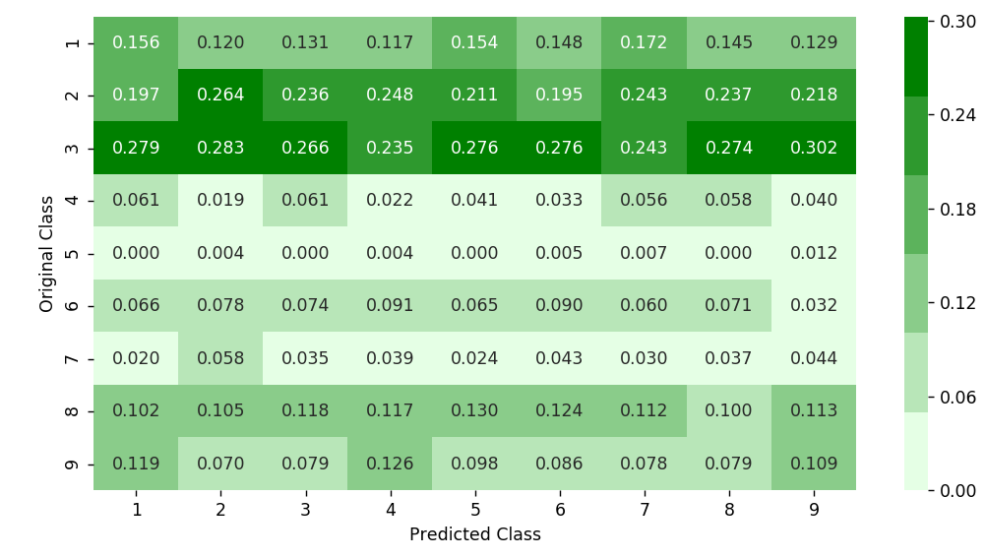 1 0.156 0.120 0.131 0.117 0.154 0.148 0.172 0.145 0.129
2 0.197 0.264 0.236 0.248 0.211 0.195 0.243 0.237 0.218
3 0.279 0.283 0.266 0.235 0.276 0.276 0.243 0.274 0.302
4 0.061 0.019 0.061 0.022 0.041 0.033 0.056 0.058 0.040
5 0.000 0.004 0.000 0.004 0.000 0.005 0.007 0.000 0.012
6 0.066 0.078 0.074 0.091 0.065 0.090 0.060 0.071 0.032
7 0.020 0.058 0.035 0.039 0.024 0.043 0.030 0.037 0.044
8 0.102 0.105 0.118 0.117 0.130 0.124 0.112 0.100 0.113
9 0.119 0.070 0.079 0.126 0.098 0.086 0.078 0.079 0.109
1 2 3 4 5 6 7 8 9
Predicted Class
Original Class
0.30
0.24
0.18
0.12
0.06
0.00